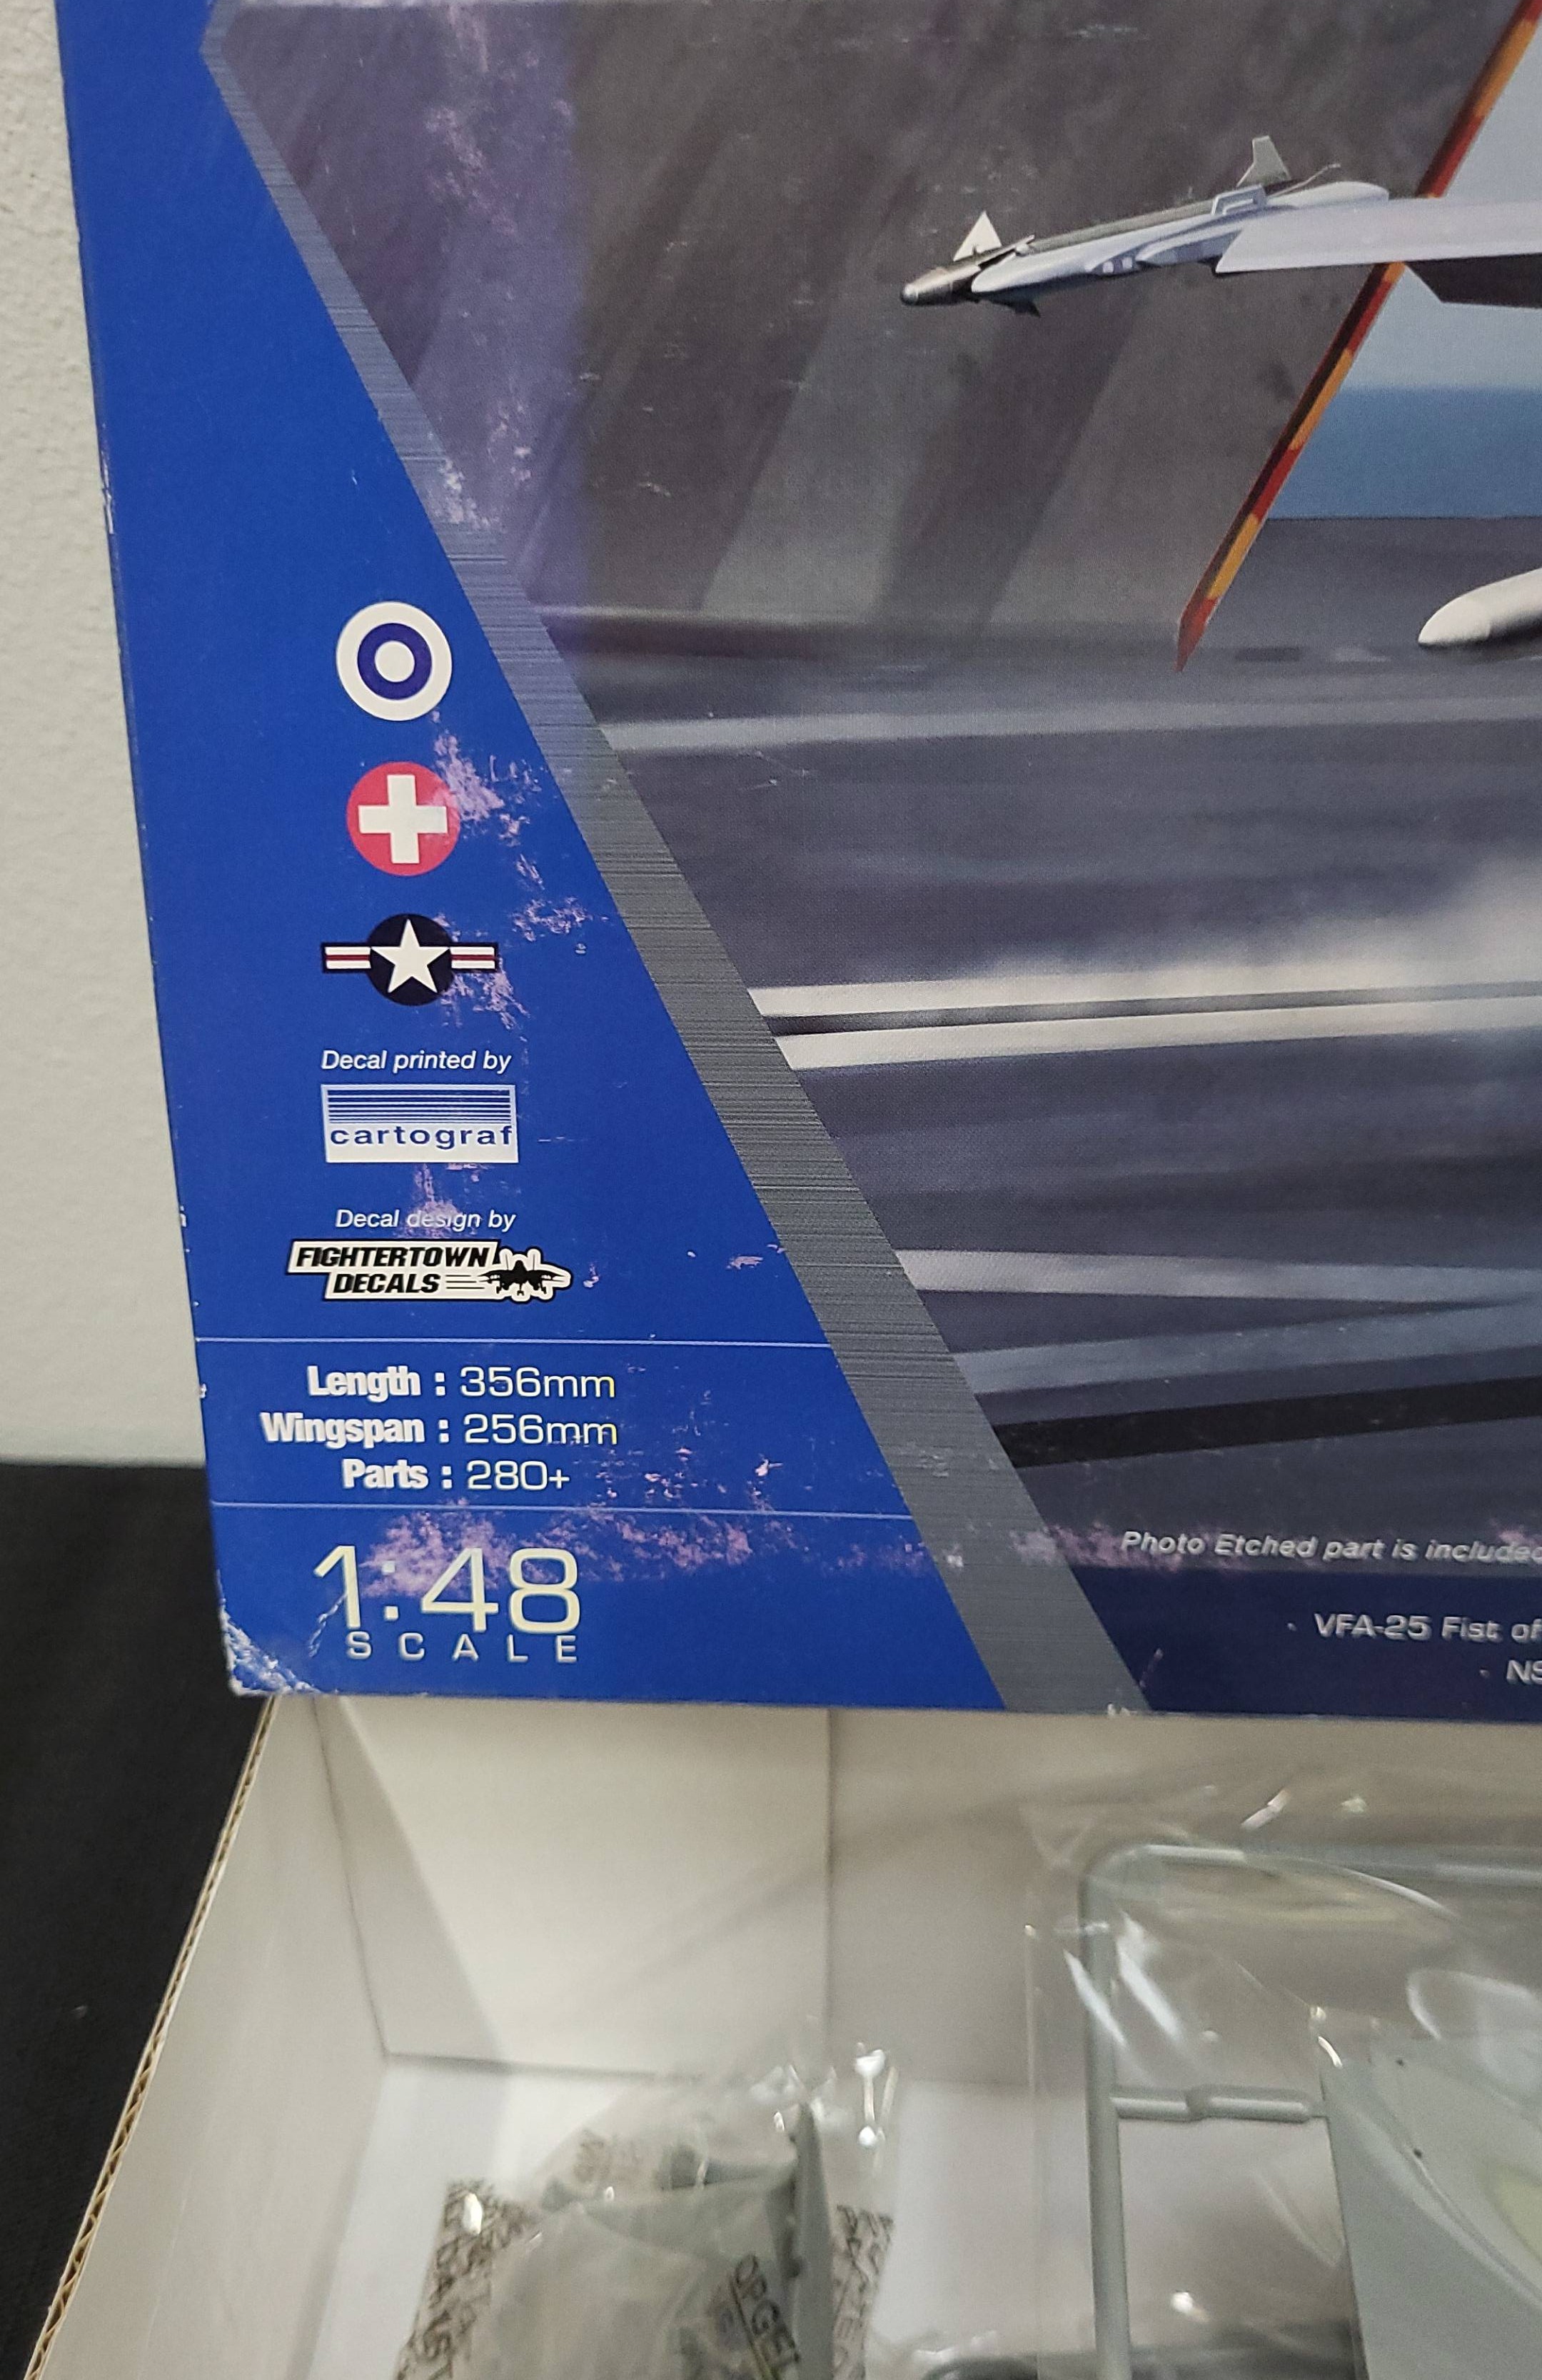 Decal printed by
cartograf
Decal design by
FIGHTERTOWN
DECALS
Length : 356mm
Wingspan : 256mm
Parts : 280+
1:48
SCALE
Photo Etched part is included
· VFA-25 Fist of